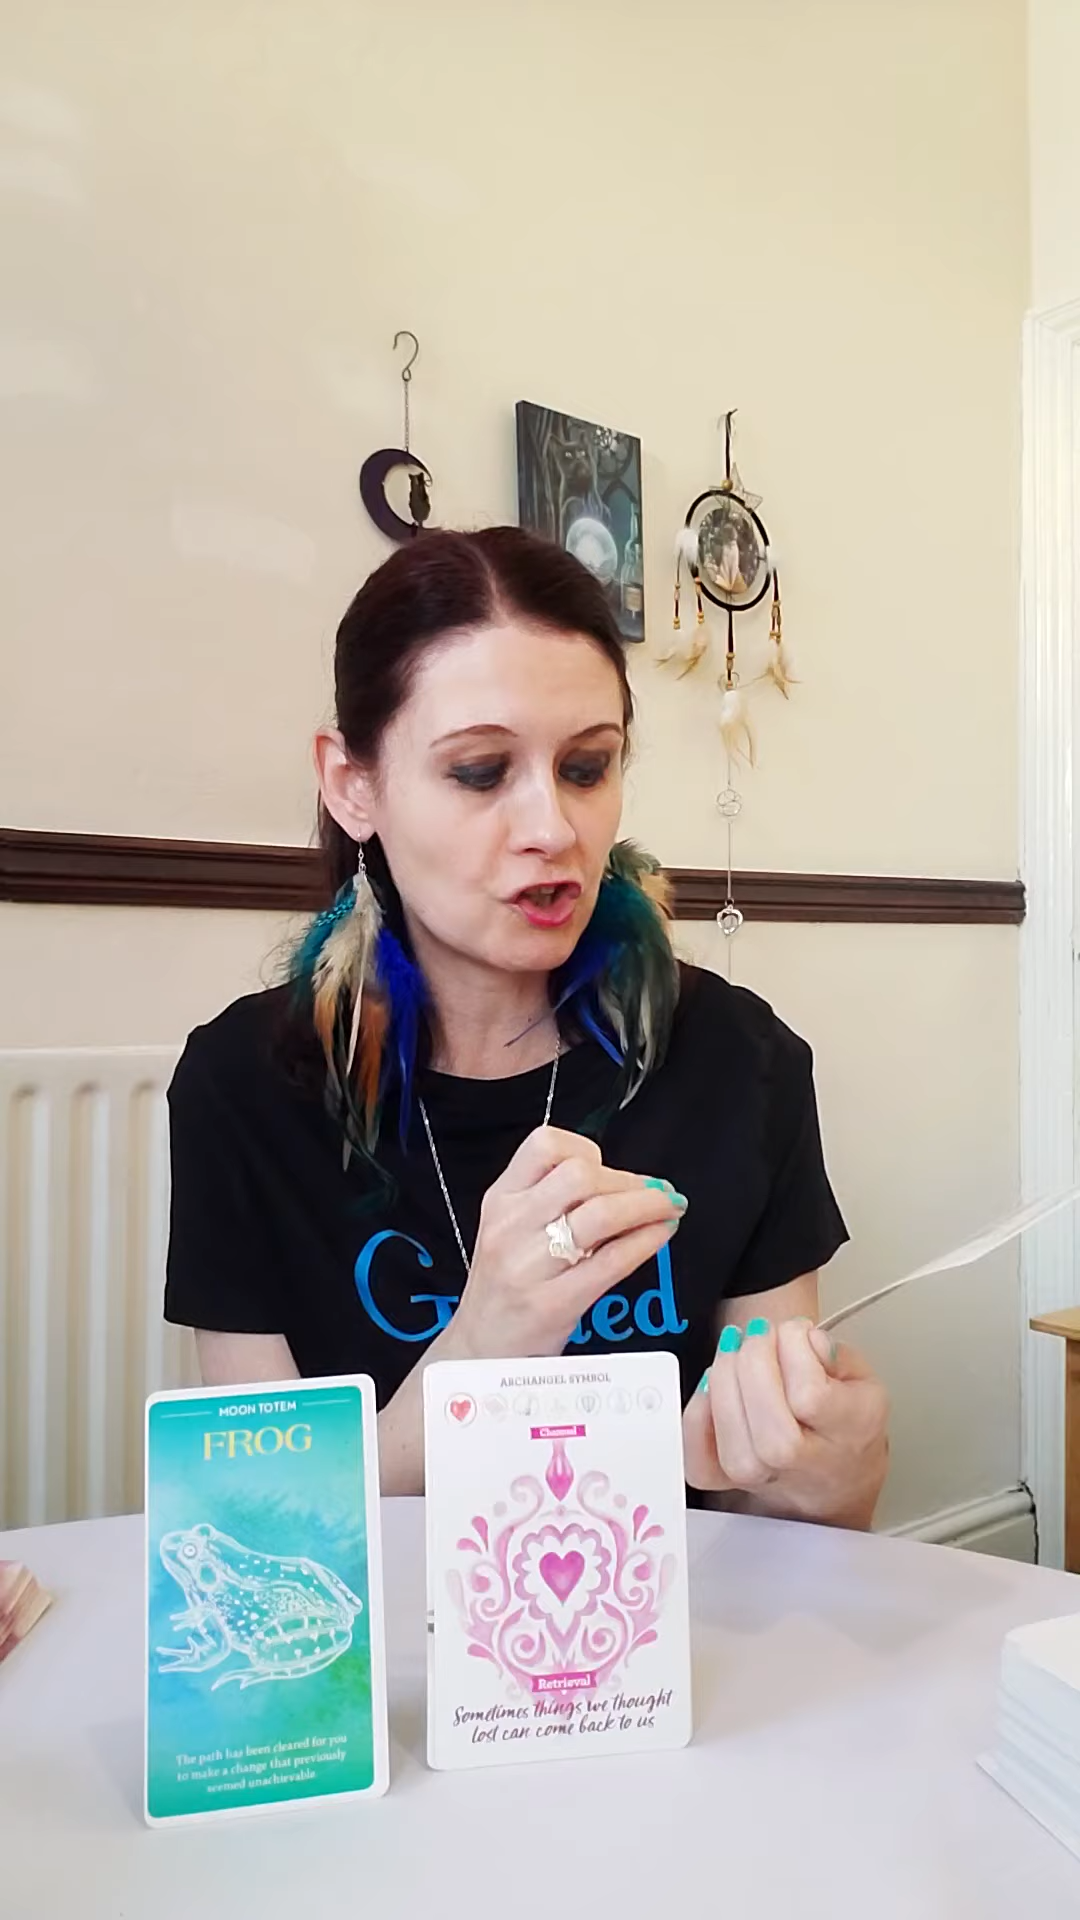 MOON TOTEM
FROG
The path has been cleared for you
to make a change that previously
seemed unachievable.
ARCHANGEL SYMBOL
Chamuel
Retrieval
Sometimes things we thought
lost can come back to us